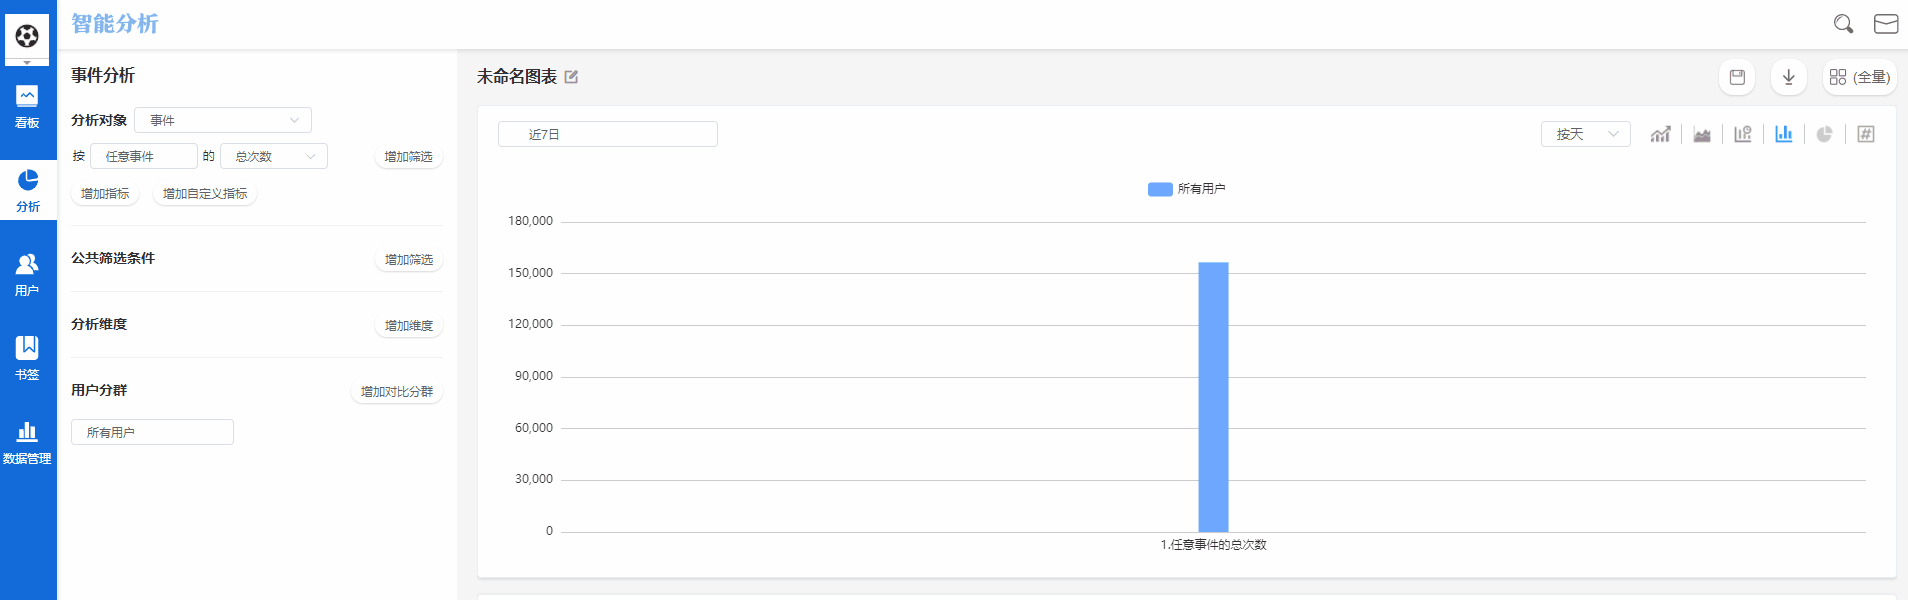 智能分析
看板
分析
用户
书签
数据管理
事件分析
分析对象 事件
按 任意事件 的 总次数 增加筛选
增加指标 增加自定义指标
公共筛选条件 增加筛选
分析维度 增加维度
用户分群 增加对比分群
所有用户
未命名图表 (全量)
近7日 按天
所有用户
180,000
150,000
120,000
90,000
60,000
30,000
0
1.任意事件的总次数